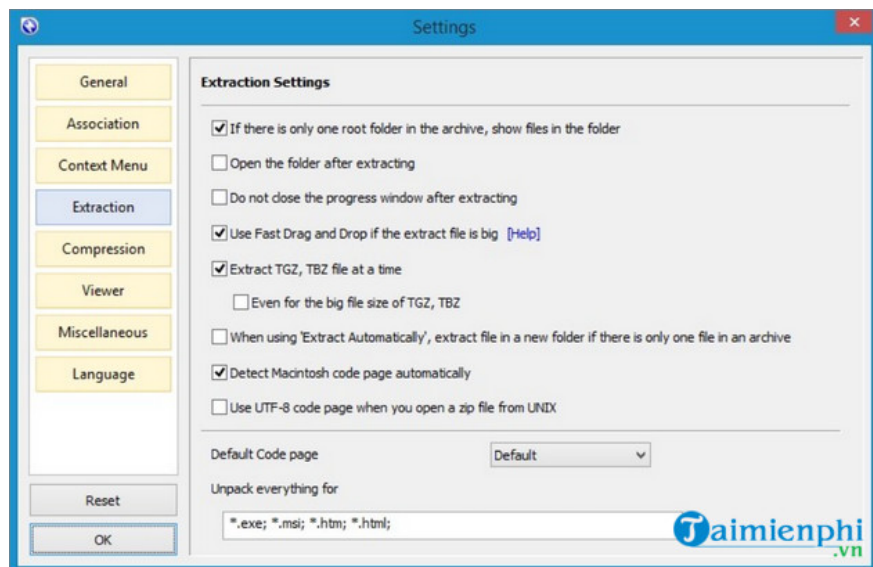 Settings
General
Association
Context Menu
Extraction
Compression
Viewer
Miscellaneous
Language
Reset
OK
Extraction Settings
If there is only one root folder in the archive, show files in the folder
Open the folder after extracting
Do not close the progress window after extracting
Use Fast Drag and Drop if the extract file is big [Help]
Extract TGZ, TBZ file at a time
Even for the big file size of TGZ, TBZ
When using 'Extract Automatically', extract file in a new folder if there is only one file in an archive
Detect Macintosh code page automatically
Use UTF-8 code page when you open a zip file from UNIX
Default Code page Default
Unpack everything for
*.exe; *.msi; *.htm; *.html;
Taimienphi
.vn